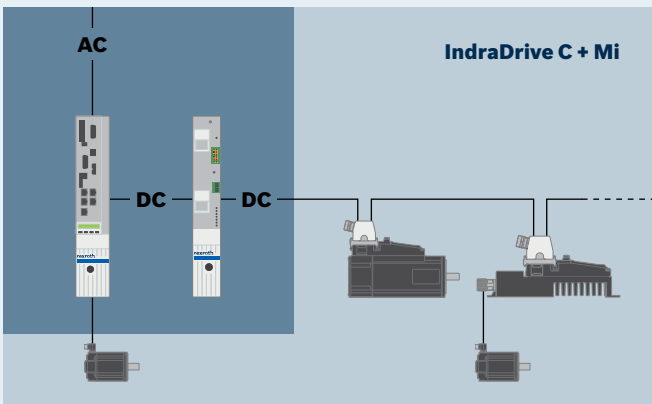 AC
IndraDrive C + Mi
DC
DC
rexroth
rexroth